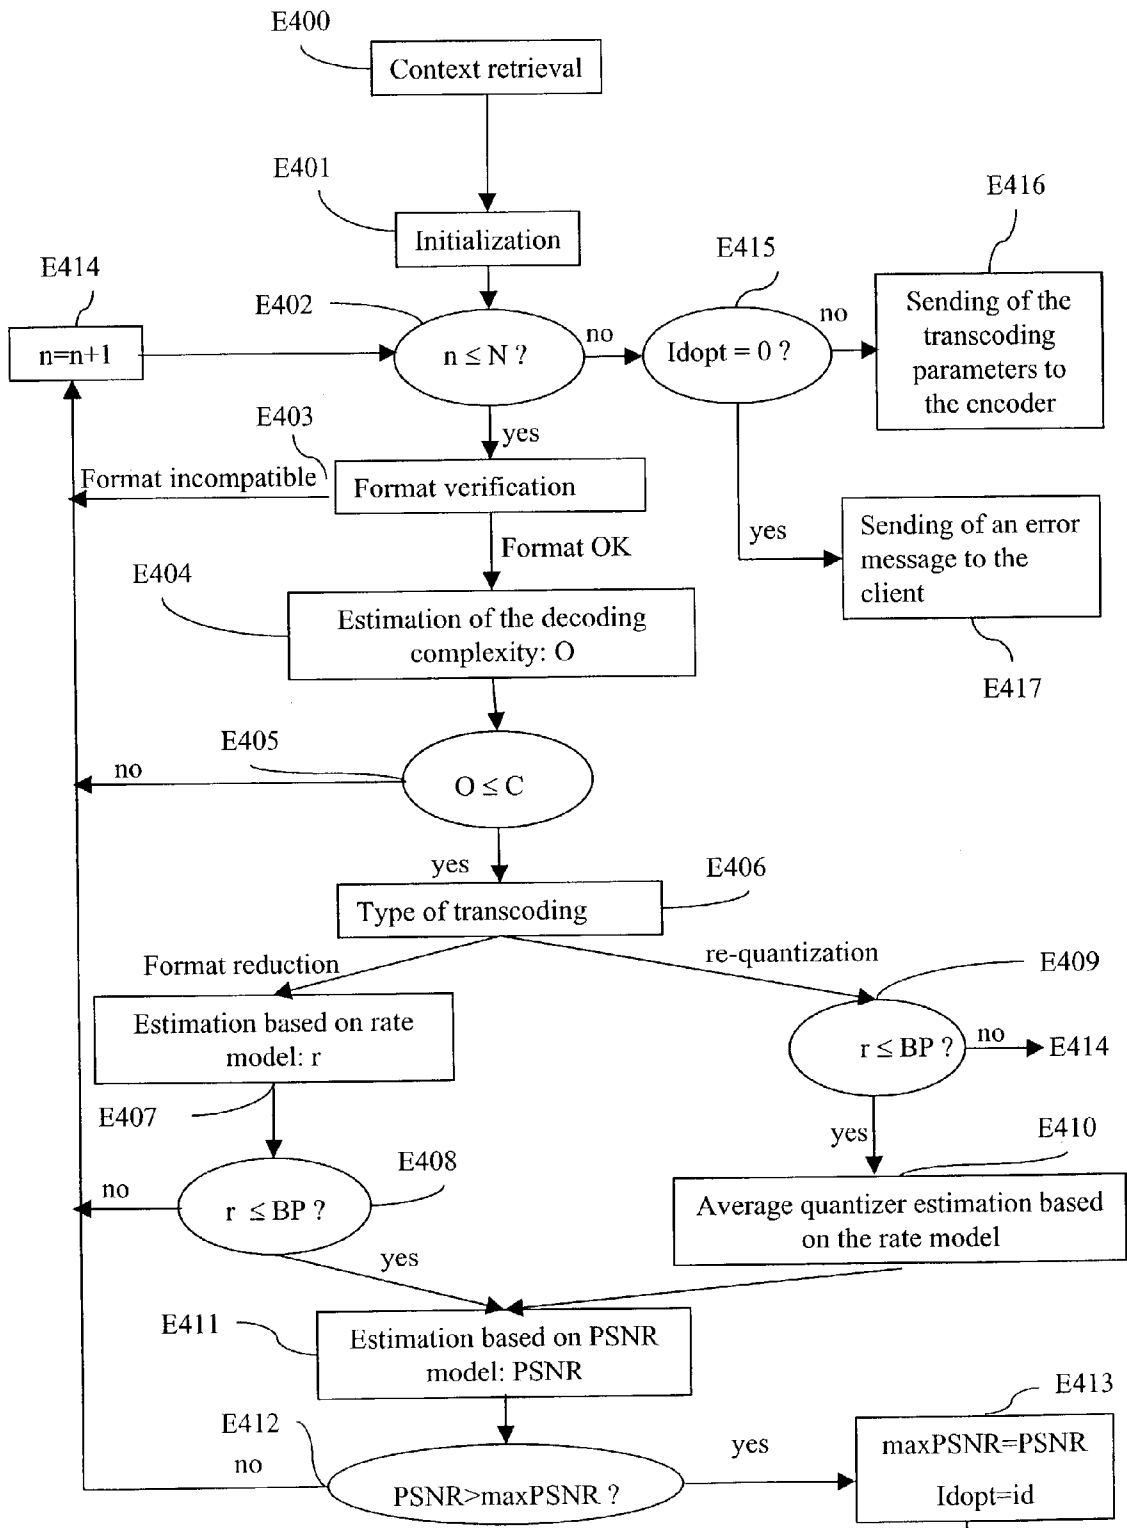 E400
Context retrieval
E401
Initialization
E416
E415
E414
E402
n=n+1
n ≤ N ?
no
Idopt = 0 ?
no
Sending of the
transcoding
parameters to
the encoder
E403
yes
Format incompatible
Format verification
Format OK
yes
Sending of an error
message to the
client
E404
Estimation of the decoding
complexity: O
E417
E405
no
O ≤ C
yes
E406
Type of transcoding
Format reduction
re-quantization
E409
Estimation based on rate
model: r
r ≤ BP ?
no
E414
E407
yes
E410
E408
no
r ≤ BP ?
Average quantizer estimation based
on the rate model
yes
E411
Estimation based on PSNR
model: PSNR
E413
E412
no
PSNR>maxPSNR ?
yes
maxPSNR=PSNR
Idopt=id